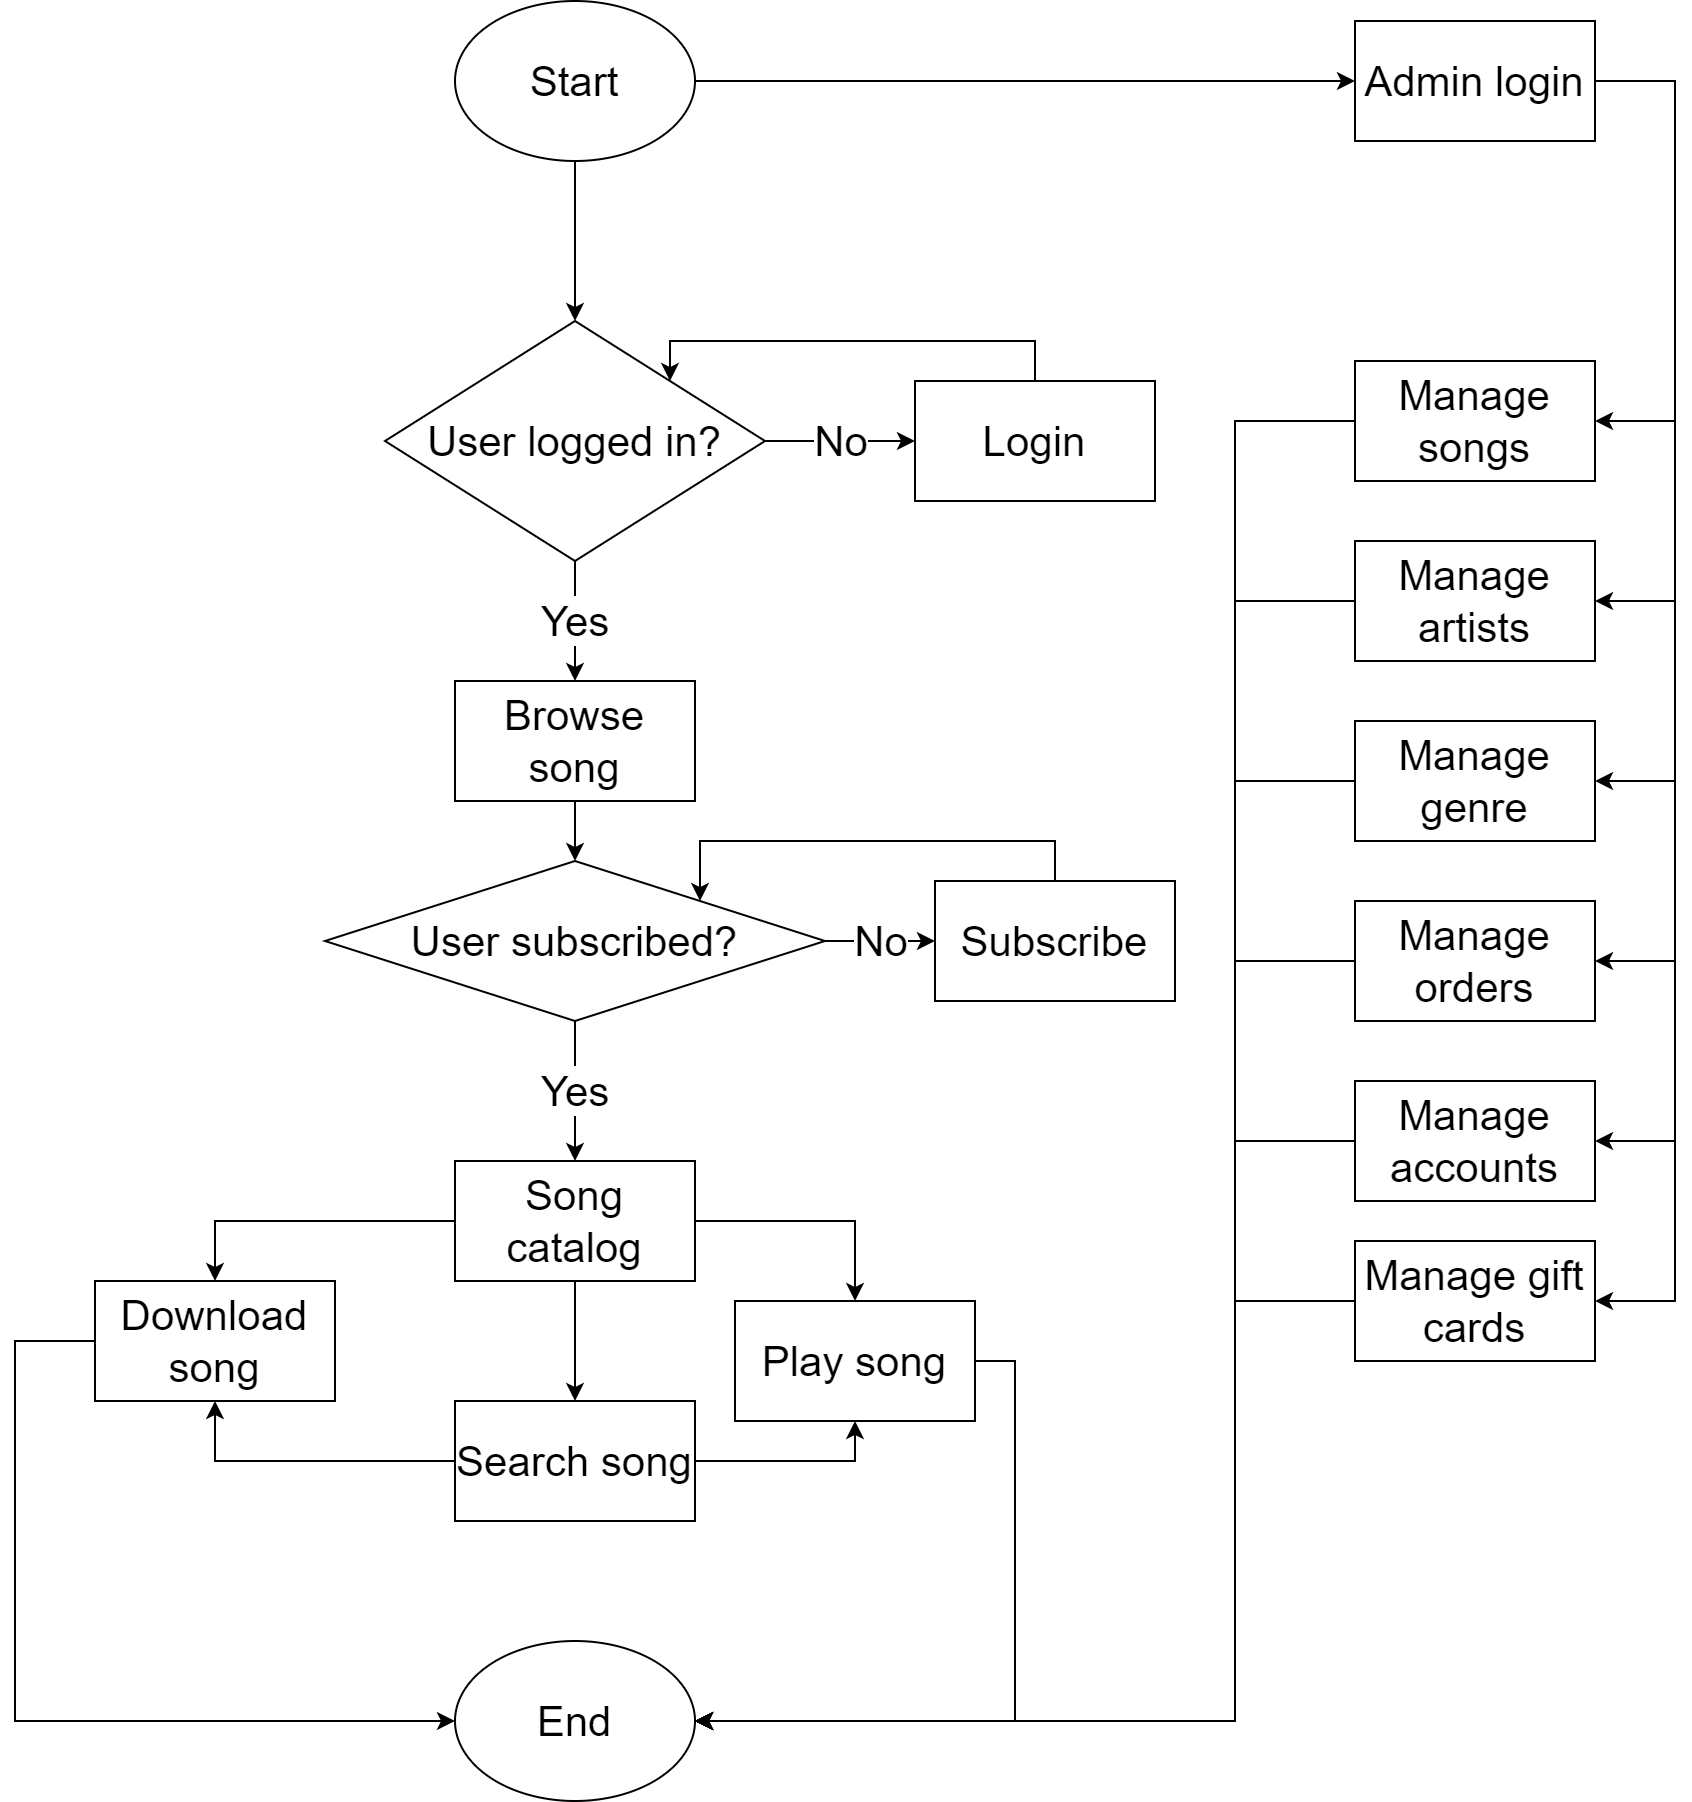 Start
Admin login
User logged in?
No
Login
Yes
Browse
song
User subscribed?
No
Subscribe
Yes
Song
catalog
Download
song
Play song
Search song
End
Manage
songs
Manage
artists
Manage
genre
Manage
orders
Manage
accounts
Manage gift
cards